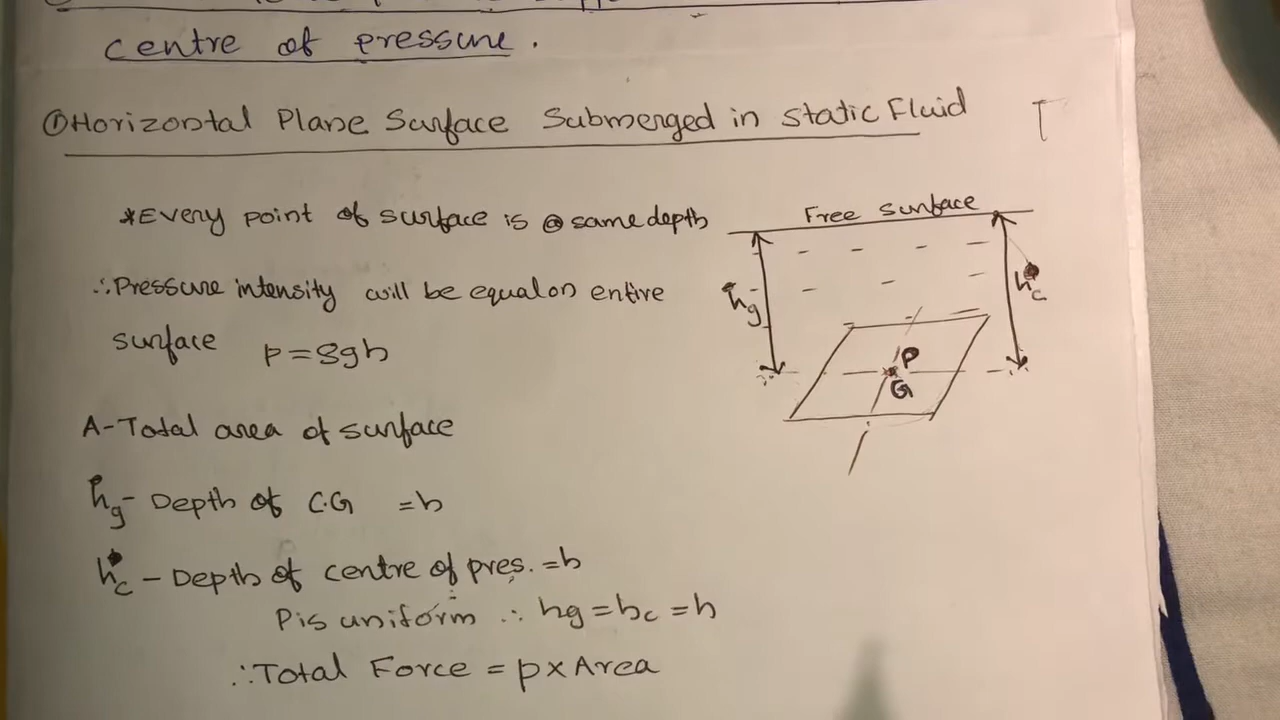 centre of pressure.
① Horizontal Plane Surface Submerged in static Fluid
*Every point of surface is @ same depth
∴ Pressure intensity will be equal on entire
surface p = ρgh
A - Total area of surface
hg - Depth of C.G = h
hc - Depth of centre of pres. = h
P is uniform ∴ hg = hc = h
∴ Total Force = p x Area
Free surface
hg
hc
P
G